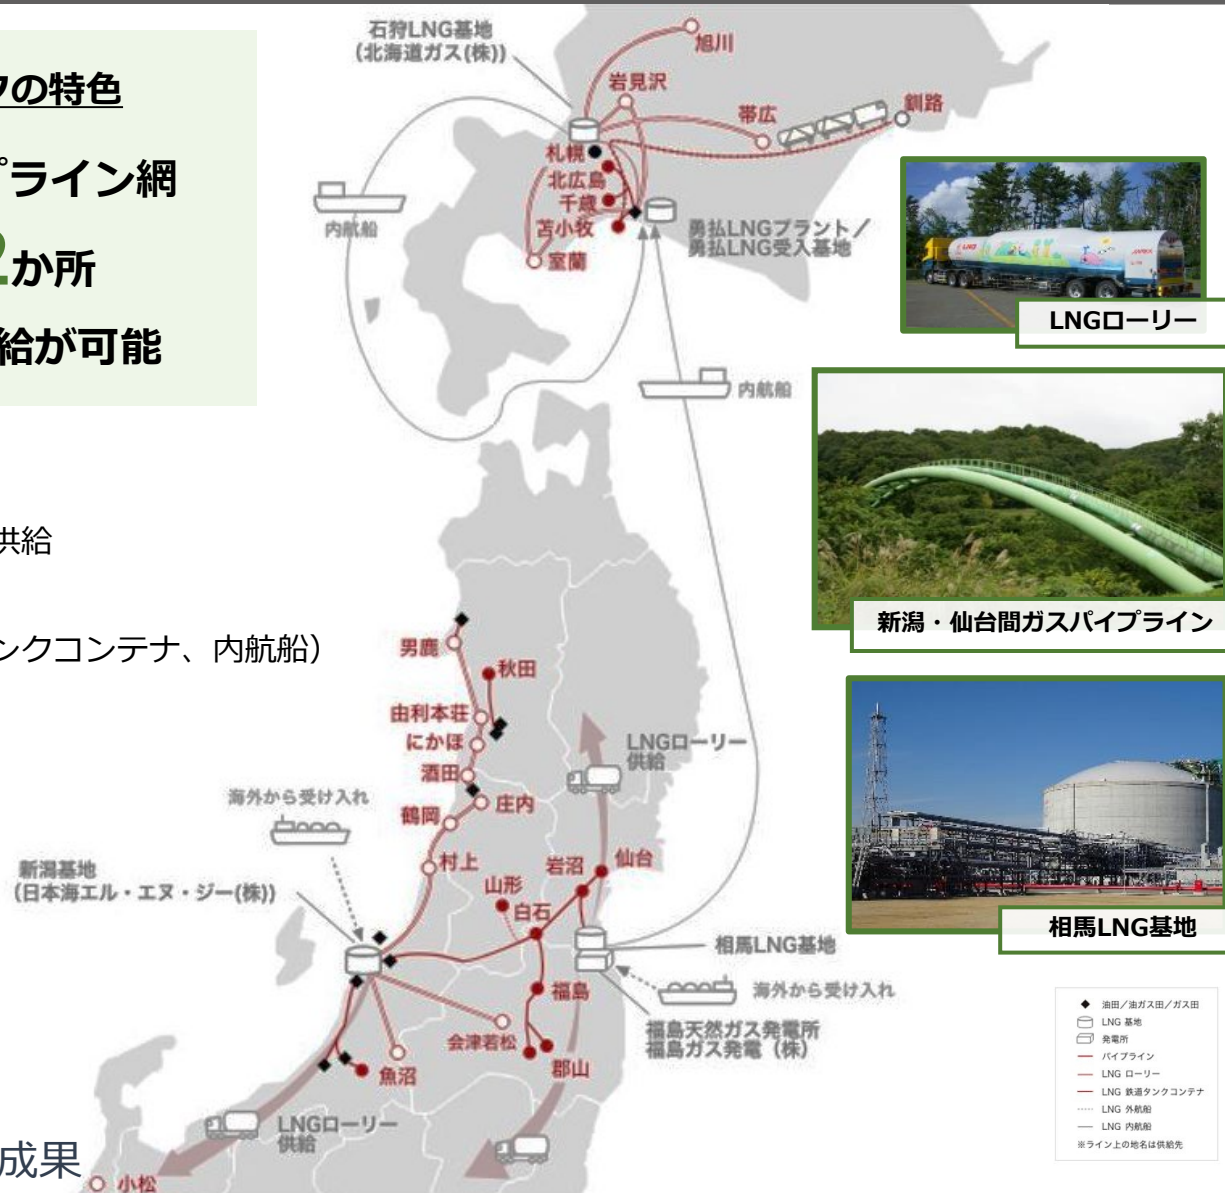 クの特色
プライン網
2か所
給が可能
供給
ンクコンテナ、内航船）
成果
石狩LNG基地
（北海道ガス(株)）
旭川
岩見沢
帯広
釧路
札幌
北広島
千歳
苫小牧
室蘭
内航船
勇払LNGプラント／
勇払LNG受入基地
内航船
男鹿
秋田
由利本荘
にかほ
酒田
庄内
鶴岡
村上
LNGローリー
供給
海外から受け入れ
新潟基地
（日本海エル・エヌ・ジー(株)）
山形
岩沼
仙台
白石
相馬LNG基地
海外から受け入れ
福島
福島天然ガス発電所
福島ガス発電（株）
会津若松
郡山
魚沼
LNGローリー
供給
小松
LNG
LNGローリー
新潟・仙台間ガスパイプライン
相馬LNG基地
油田／油ガス田／ガス田
LNG 基地
発電所
パイプライン
LNG ローリー
LNG 鉄道タンクコンテナ
LNG 外航船
LNG 内航船
※ライン上の地名は供給先